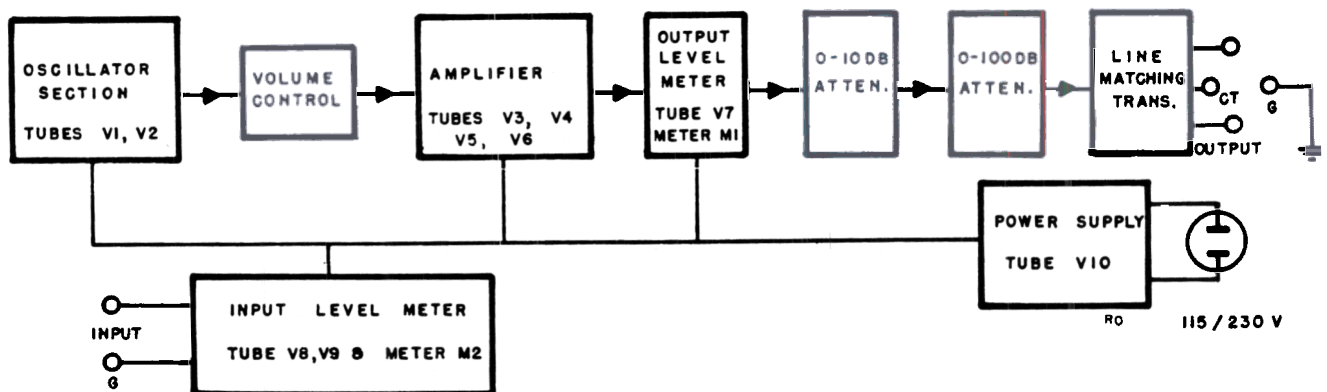 OSCILLATOR
SECTION
TUBES V1, V2
VOLUME
CONTROL
AMPLIFIER
TUBES V3, V4
V5, V6
OUTPUT
LEVEL
METER
TUBE V7
METER M1
0-10DB
ATTEN.
0-100DB
ATTEN.
LINE
MATCHING
TRANS.
CT
G
OUTPUT
POWER SUPPLY
TUBE V10
RD
115/230 V
INPUT
G
INPUT LEVEL METER
TUBE V8,V9 & METER M2